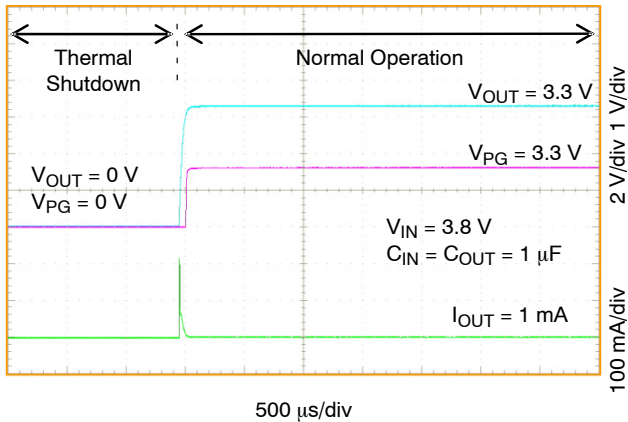 Thermal
Shutdown
Normal Operation
VOUT = 3.3 V
VPG = 3.3 V
VOUT = 0 V
VPG = 0 V
VIN = 3.8 V
CIN = COUT = 1 μF
IOUT = 1 mA
2 V/div 1 V/div
100 mA/div
500 μs/div